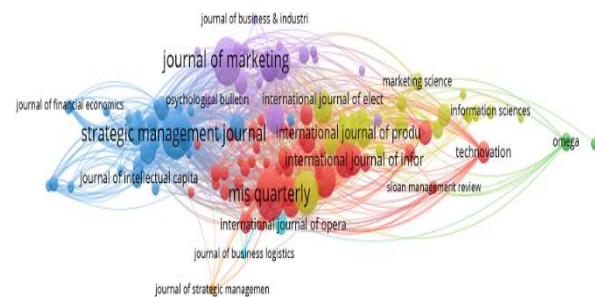 journal of business & industri
journal of marketing
marketing science
journal of financial economics
psychological bulletin
international journal of elect
information sciences
strategic management journal
international journal of produ
omega
international journal of infor
technovation
journal of intellectual capita
sloan management review
mis quarterly
international journal of opera
journal of business logistics
journal of strategic managemen